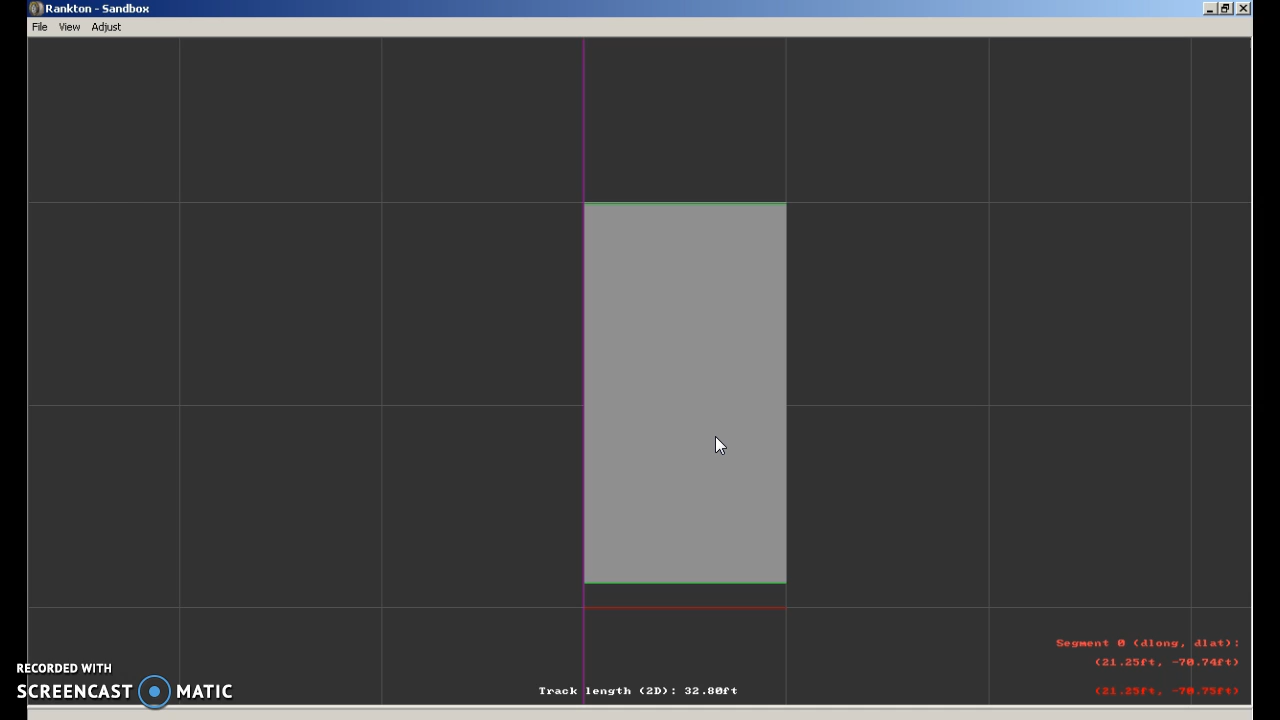 Rankton - Sandbox
File View Adjust
Segment 0 (dlong, dlat):
(21.25ft, -70.74ft)
(21.25ft, -70.75ft)
Track length (2D): 32.80ft
RECORDED WITH
SCREENCAST MATIC